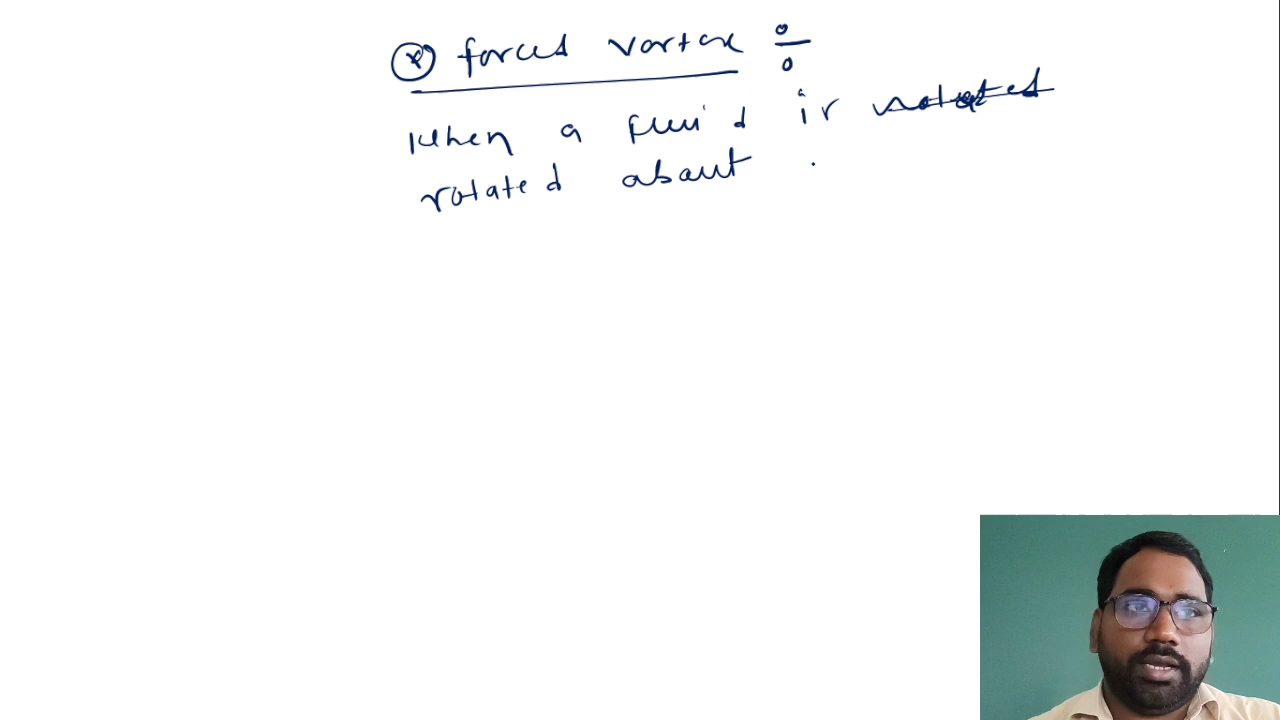 * forced vortex ÷
When a fluid is rotated
rotated about